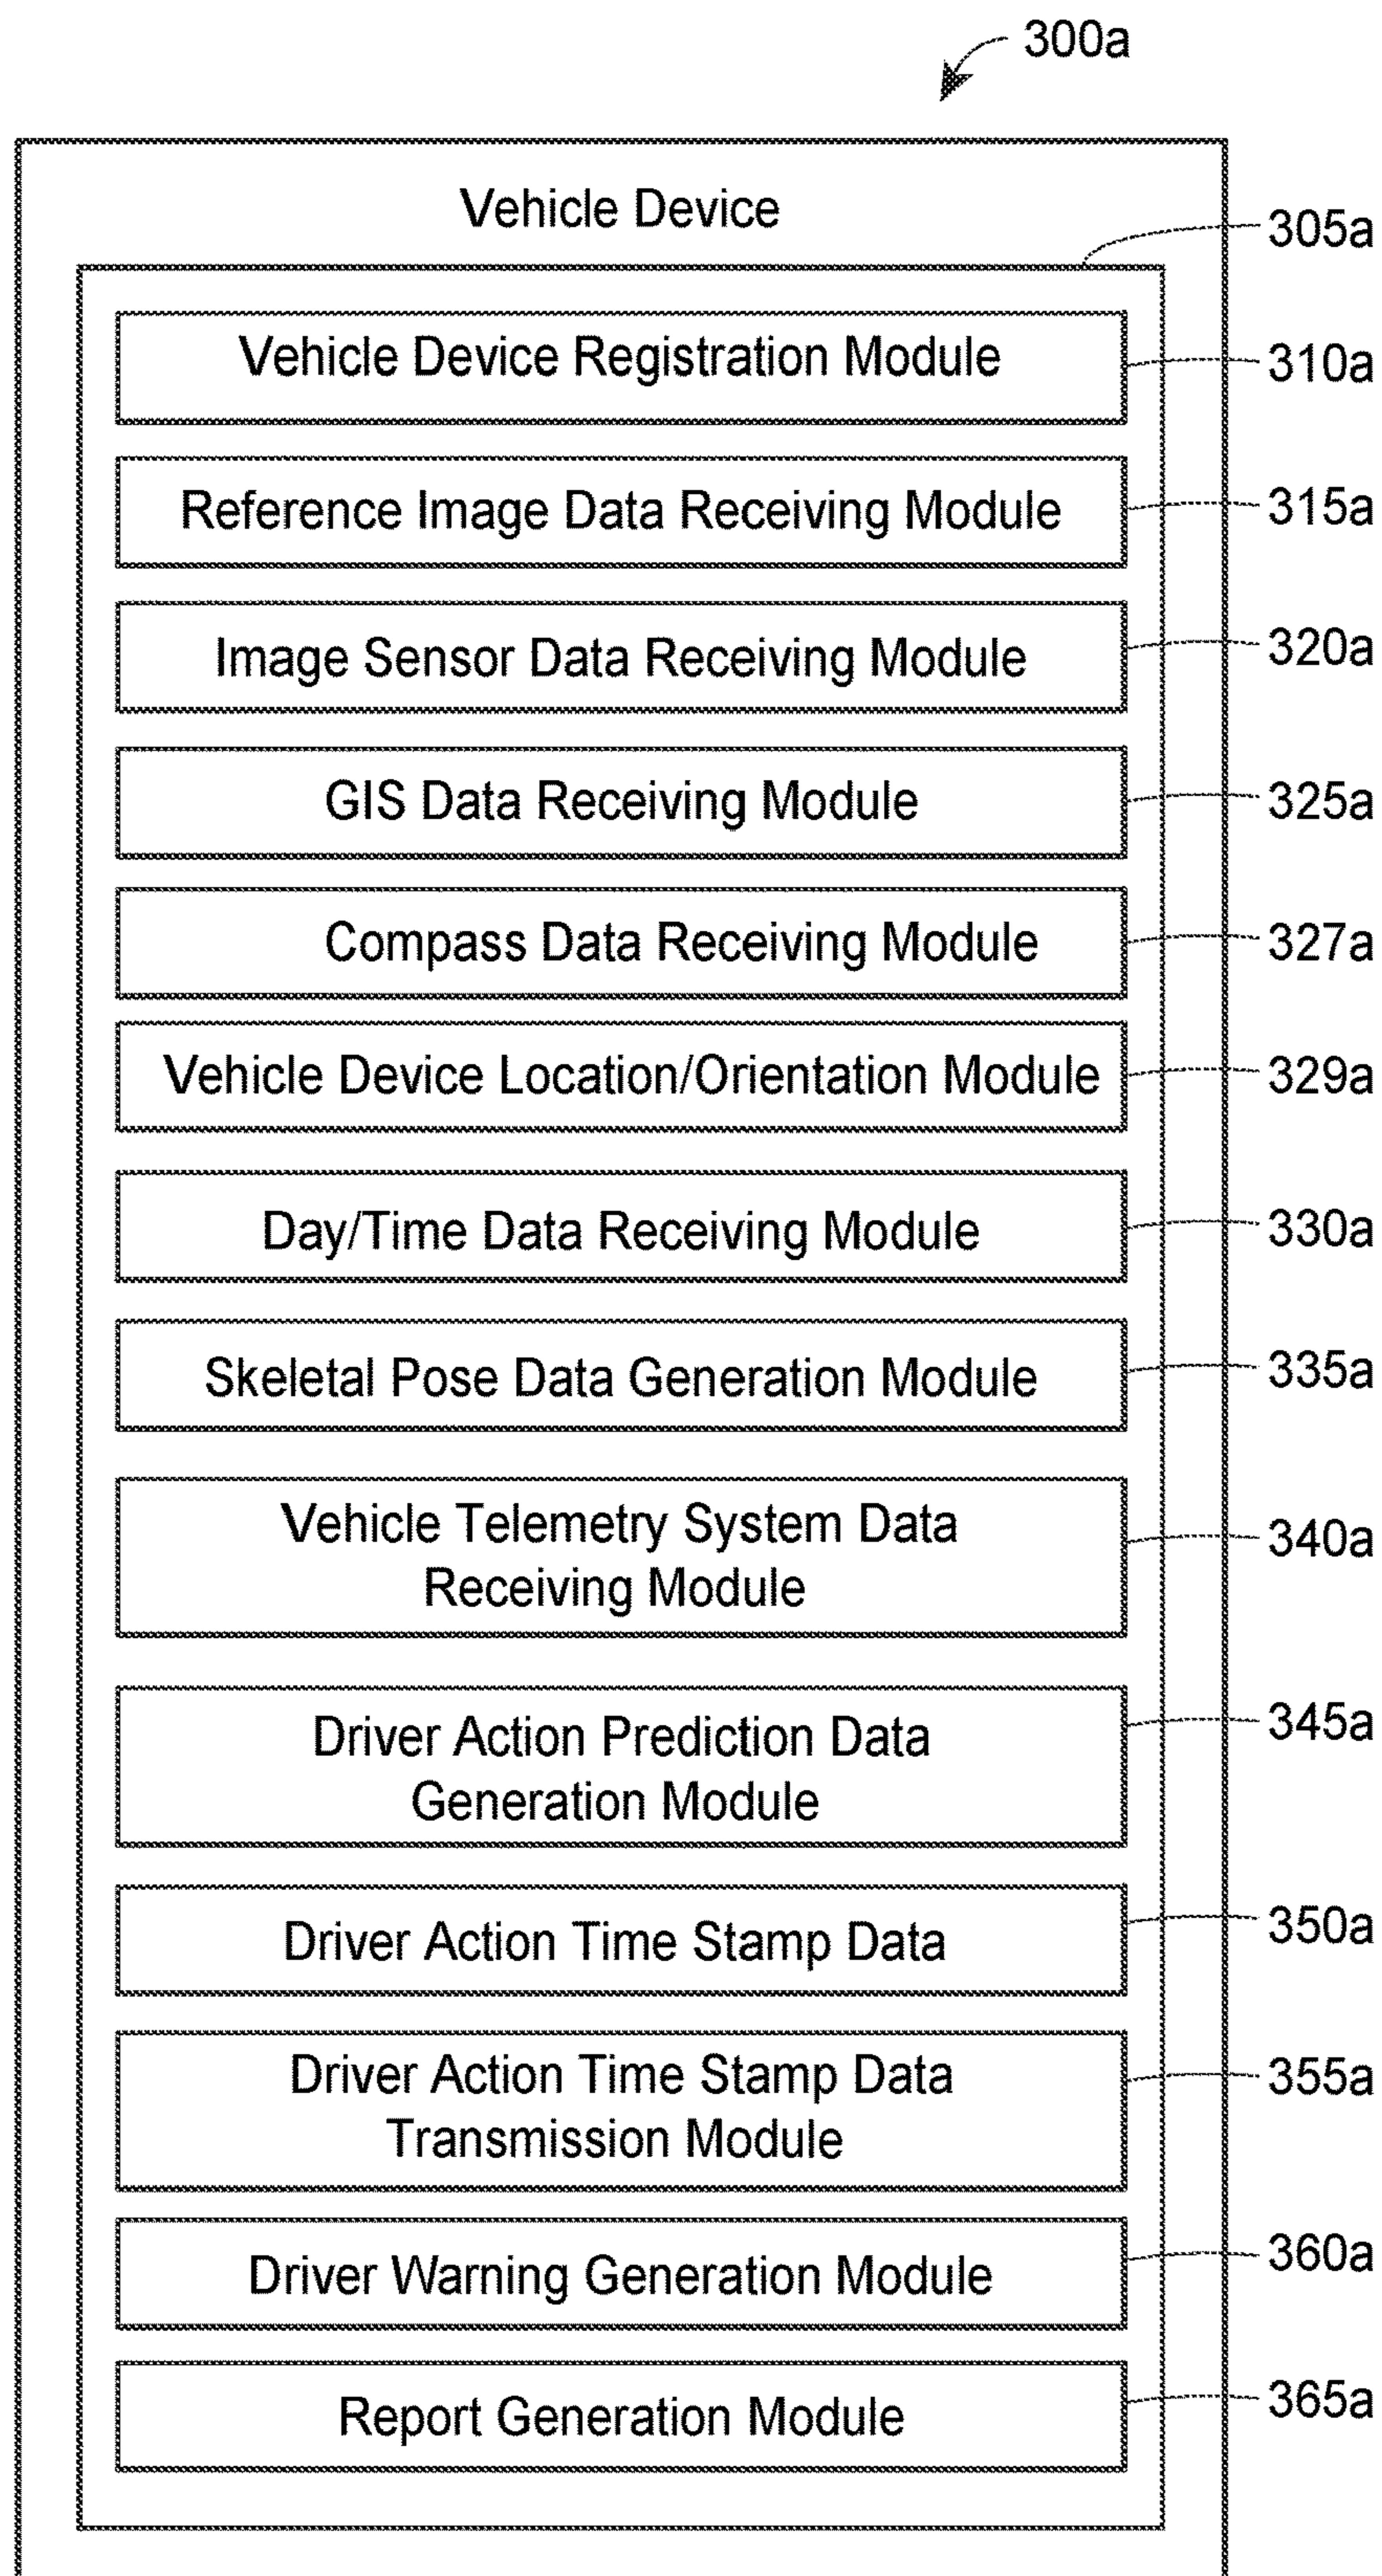 300a
Vehicle Device
305a
Vehicle Device Registration Module
310a
Reference Image Data Receiving Module
315a
Image Sensor Data Receiving Module
320a
GIS Data Receiving Module
325a
Compass Data Receiving Module
327a
Vehicle Device Location/Orientation Module
329a
Day/Time Data Receiving Module
330a
Skeletal Pose Data Generation Module
335a
Vehicle Telemetry System Data
Receiving Module
340a
Driver Action Prediction Data
Generation Module
345a
Driver Action Time Stamp Data
350a
Driver Action Time Stamp Data
Transmission Module
355a
Driver Warning Generation Module
360a
Report Generation Module
365a